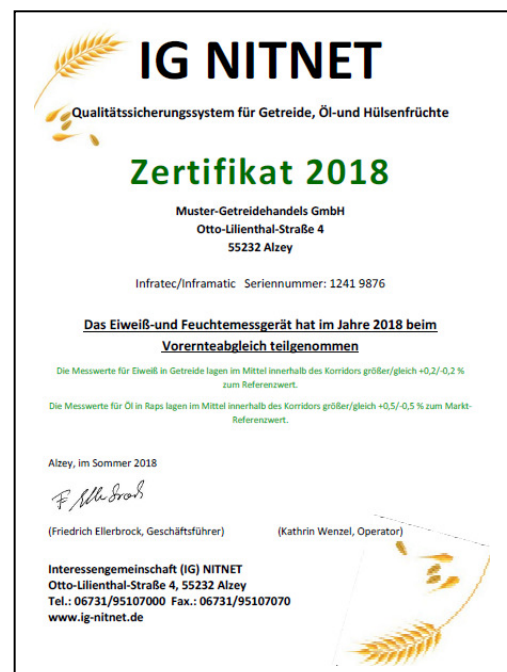 IG NITNET
Qualitätssicherungssystem für Getreide, Öl-und Hülsenfrüchte
Zertifikat 2018
Muster-Getreidehandels GmbH
Otto-Lilienthal-Straße 4
55232 Alzey
Infratec/Inframatic Seriennummer: 1241 9876
Das Eiweiß-und Feuchtemessgerät hat im Jahre 2018 beim
Vorernteabgleich teilgenommen
Die Messwerte für Eiweiß in Getreide lagen im Mittel innerhalb des Korridors größer/gleich +0,2/-0,2 %
zum Referenzwert.
Die Messwerte für Öl in Raps lagen im Mittel innerhalb des Korridors größer/gleich +0,5/-0,5 % zum Markt-
Referenzwert.
Alzey, im Sommer 2018
(Friedrich Ellerbrock, Geschäftsführer) (Kathrin Wenzel, Operator)
Interessengemeinschaft (IG) NITNET
Otto-Lilienthal-Straße 4, 55232 Alzey
Tel.: 06731/95107000 Fax.: 06731/95107070
www.ig-nitnet.de